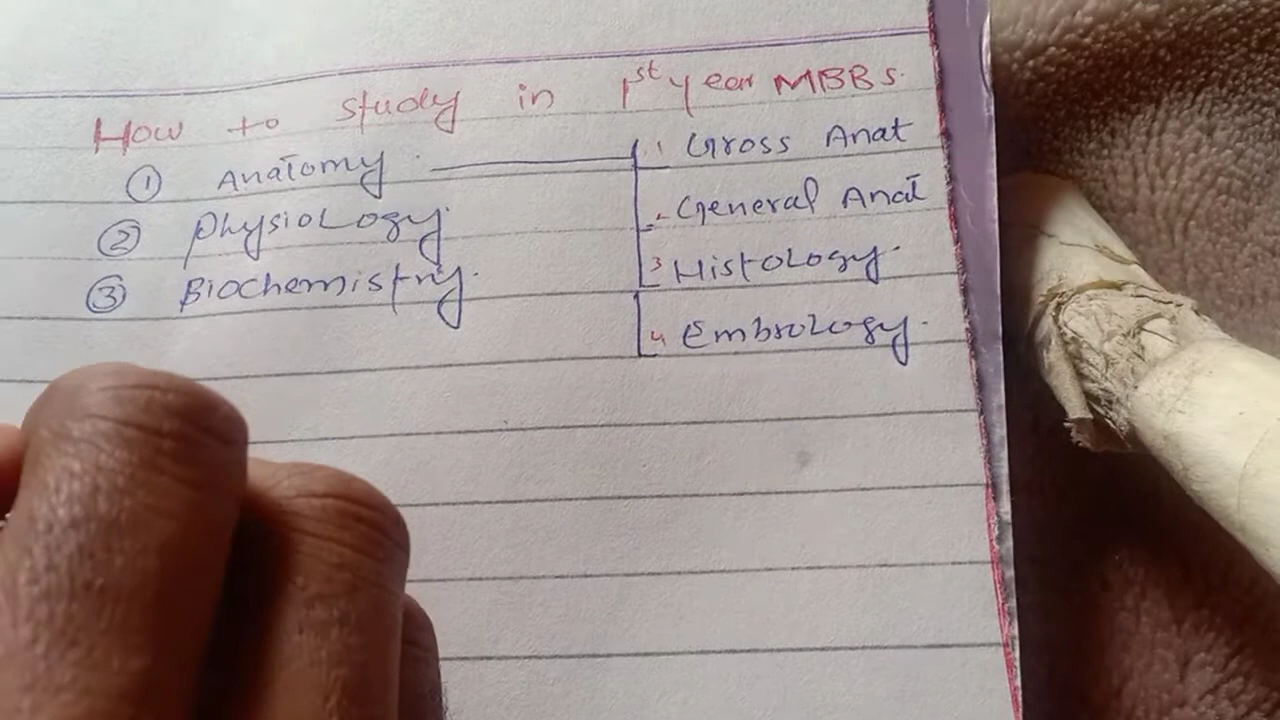 How to study in 1st year MBBS.
① Anatomy
② Physiology.
③ Biochemistry.
1 Gross Anat
2 General Anat
3 Histology.
4 Embrology.